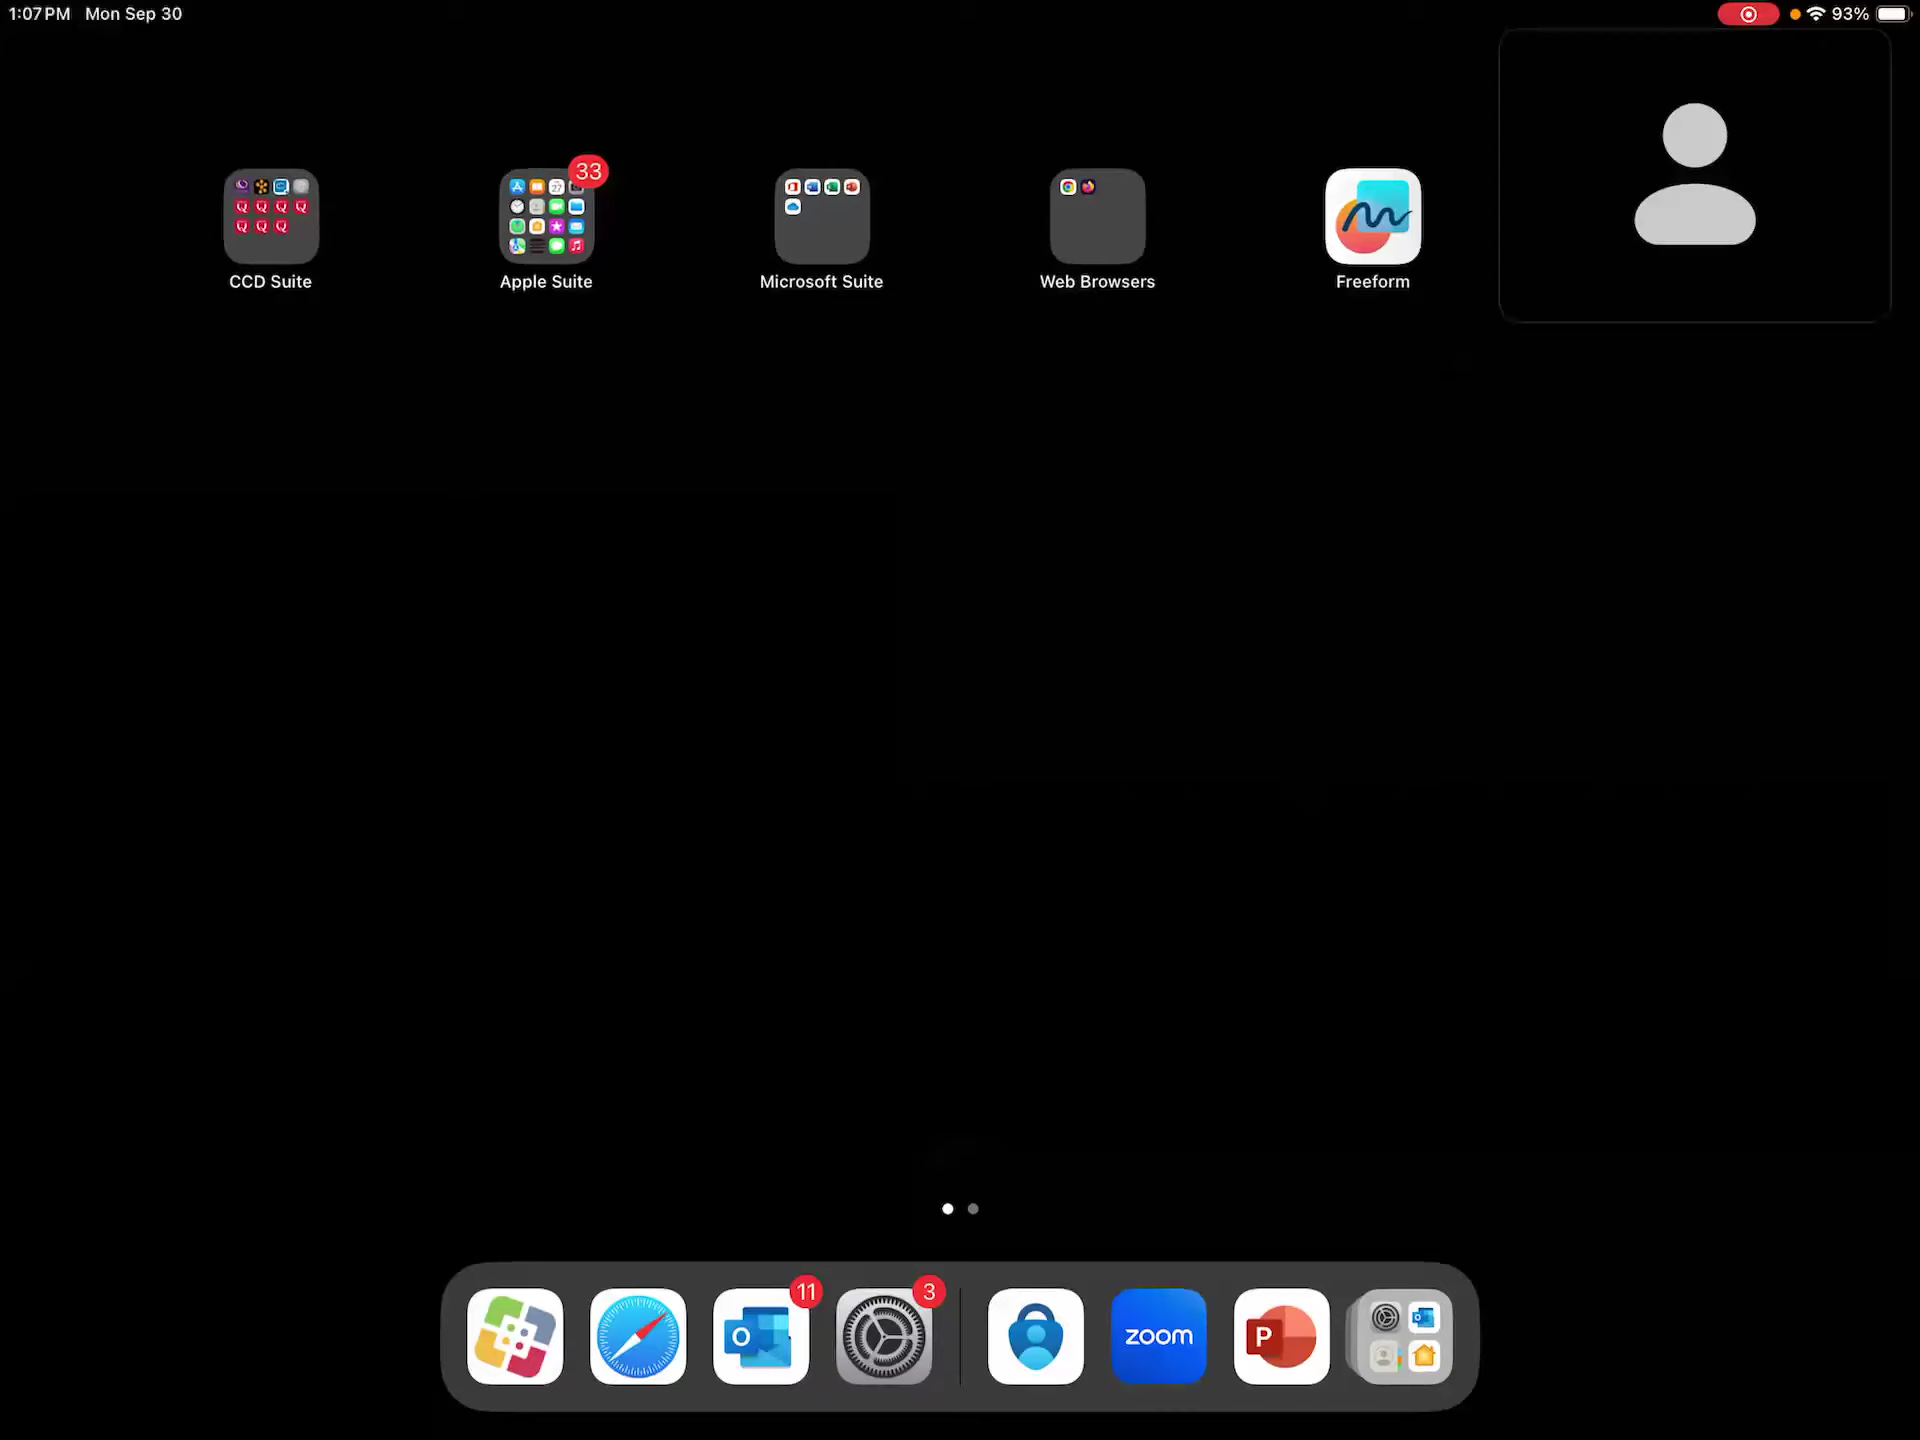 1:07 PM Mon Sep 30 93%
33
27
CCD Suite Apple Suite Microsoft Suite Web Browsers Freeform
11 3
O zoom P